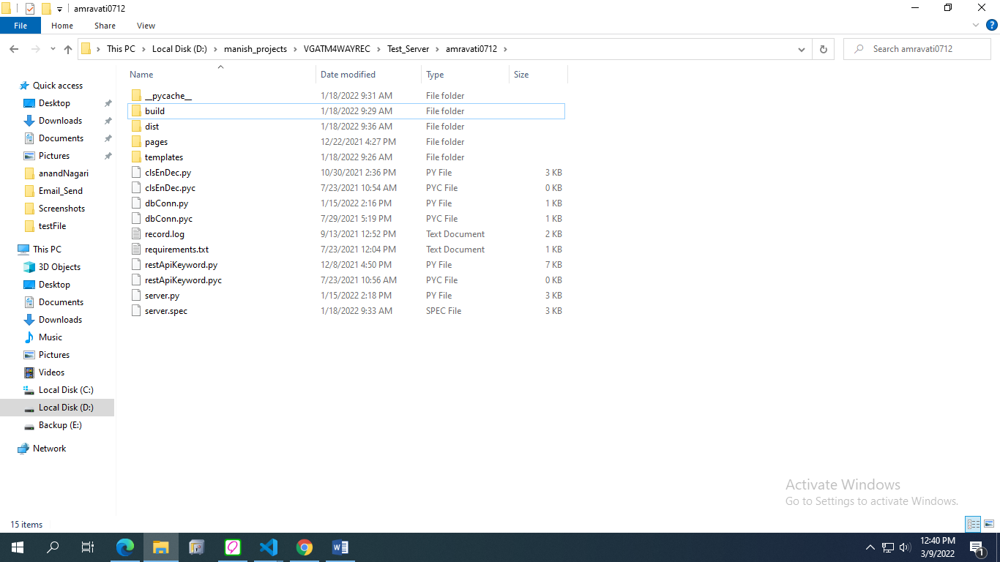 amravati0712
File Home Share View
This PC Local Disk (D:) manish_projects VGATM4WAYREC Test_Server amravati0712 Search amravati0712
Name Date modified Type Size
Quick access
Desktop
Downloads
Documents
Pictures
anandNagari
Email_Send
Screenshots
testFile
This PC
3D Objects
Desktop
Documents
Downloads
Music
Pictures
Videos
Local Disk (C:)
Local Disk (D:)
Backup (E:)
Network
__pycache__ 1/18/2022 9:31 AM File folder
build 1/18/2022 9:29 AM File folder
dist 1/18/2022 9:36 AM File folder
pages 12/22/2021 4:27 PM File folder
templates 1/18/2022 9:26 AM File folder
clsEnDec.py 10/30/2021 2:36 PM PY File 3 KB
clsEnDec.pyc 7/23/2021 10:54 AM PYC File 0 KB
dbConn.py 1/15/2022 2:16 PM PY File 1 KB
dbConn.pyc 7/29/2021 5:19 PM PYC File 1 KB
record.log 9/13/2021 12:52 PM Text Document 2 KB
requirements.txt 7/23/2021 12:04 PM Text Document 1 KB
restApiKeyword.py 12/8/2021 4:50 PM PY File 7 KB
restApiKeyword.pyc 7/23/2021 10:56 AM PYC File 0 KB
server.py 1/15/2022 2:18 PM PY File 3 KB
server.spec 1/18/2022 9:33 AM SPEC File 3 KB
Activate Windows
Go to Settings to activate Windows.
15 items
12:40 PM
3/9/2022
1